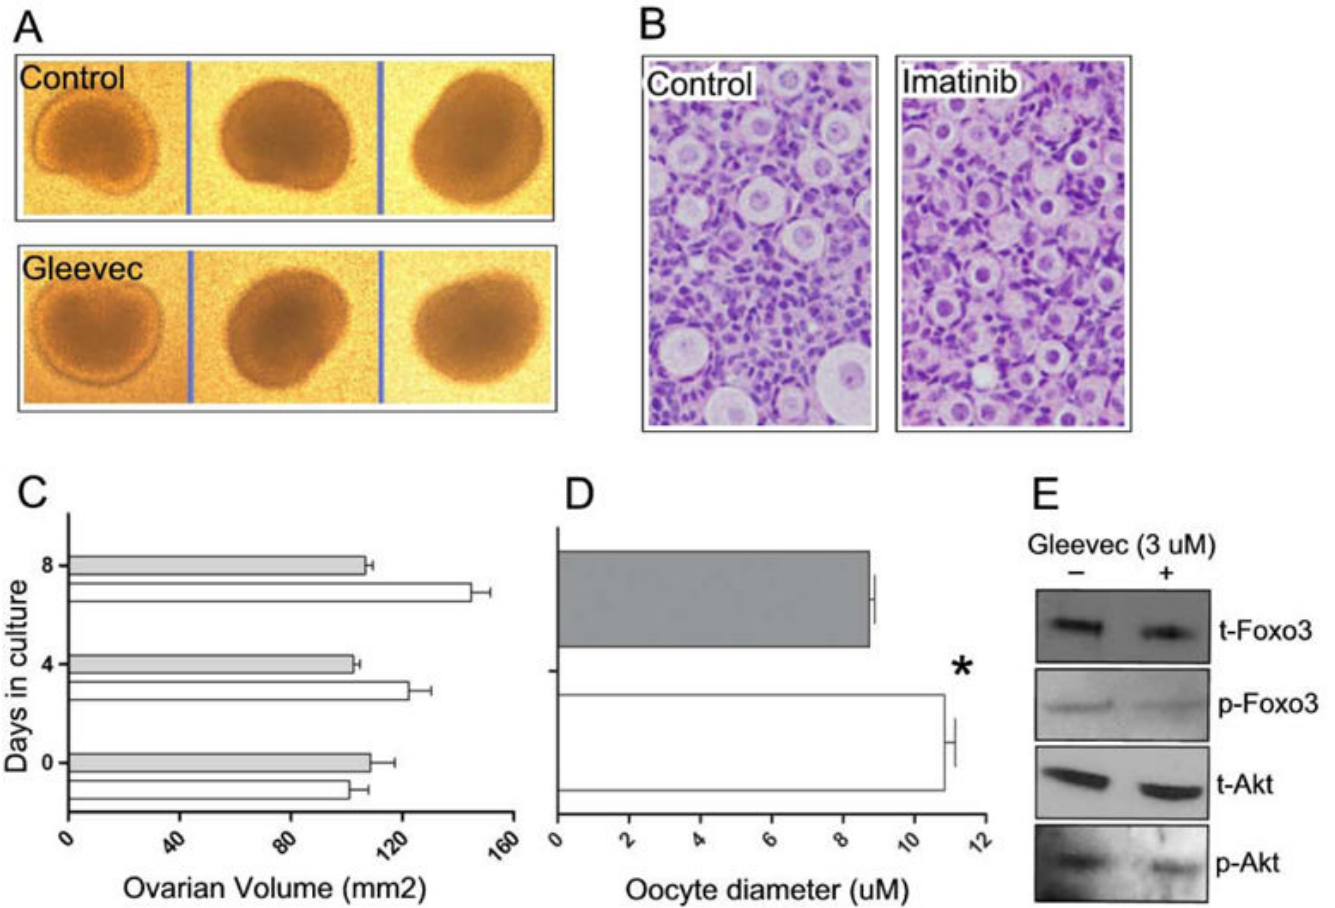 A
Control
Gleevec
B
Control
Imatinib
C
Days in culture
8
4
0
0
40
80
120
160
Ovarian Volume (mm2)
D
*
0
2
4
6
8
10
12
Oocyte diameter (uM)
E
Gleevec (3 uM)
– +
t-Foxo3
p-Foxo3
t-Akt
p-Akt